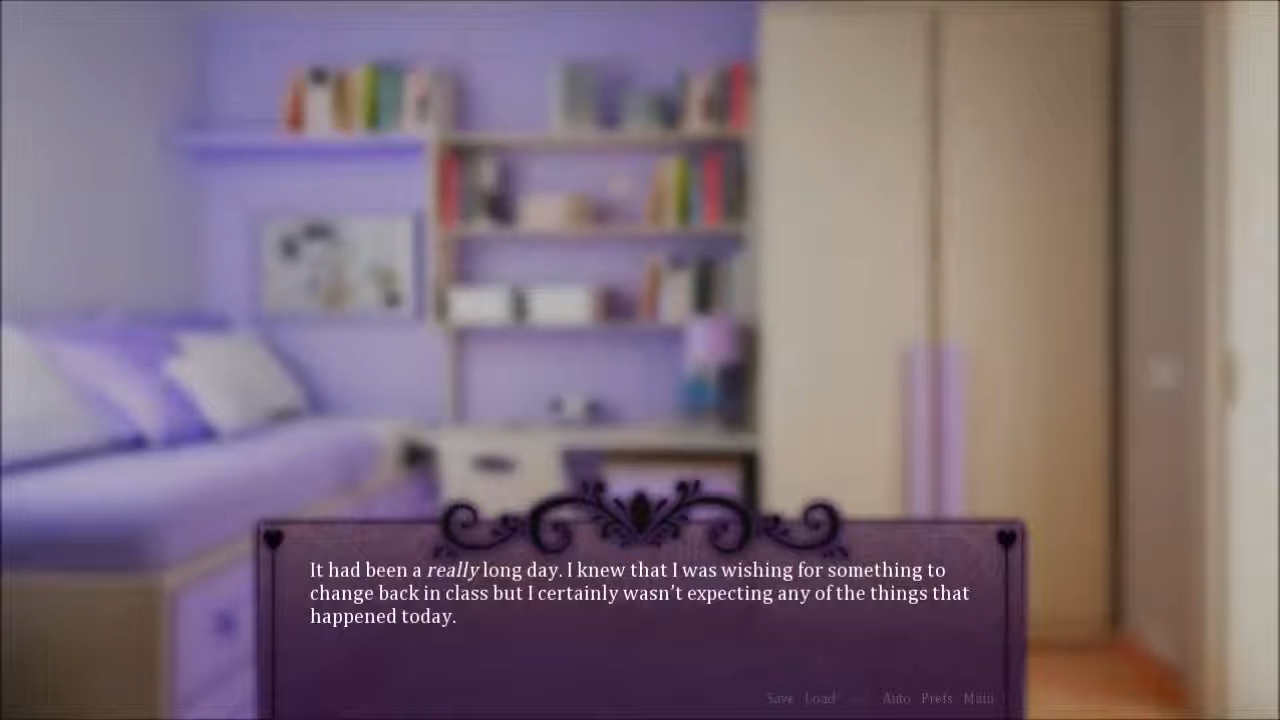 It had been a really long day. I knew that I was wishing for something to
change back in class but I certainly wasn't expecting any of the things that
happened today.
Save Load Auto Prefs Main